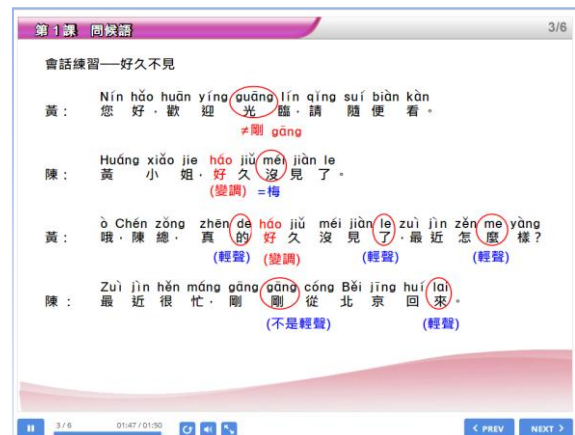 第1課 問候語
3/6
會話練習──好久不見
Nín hǎo huān yíng guāng lín qǐng suí biàn kàn
黃： 您 好，歡 迎 光 臨，請 隨 便 看。
≠剛 gāng
Huáng xiǎo jie háo jiǔ méi jiàn le
陳： 黃 小 姐，好 久 沒 見 了。
(變調) =梅
ò Chén zǒng zhēn de háo jiǔ méi jiàn le zuì jìn zěn me yàng
黃： 哦，陳 總，真 的 好 久 沒 見 了，最 近 怎 麼 樣？
(輕聲) (變調) (輕聲) (輕聲)
Zuì jìn hěn máng gāng gāng cóng Běi jīng huí lai
陳： 最 近 很 忙，剛 剛 從 北 京 回 來。
(不是輕聲) (輕聲)
3/6 01:47/01:50 < PREV NEXT >